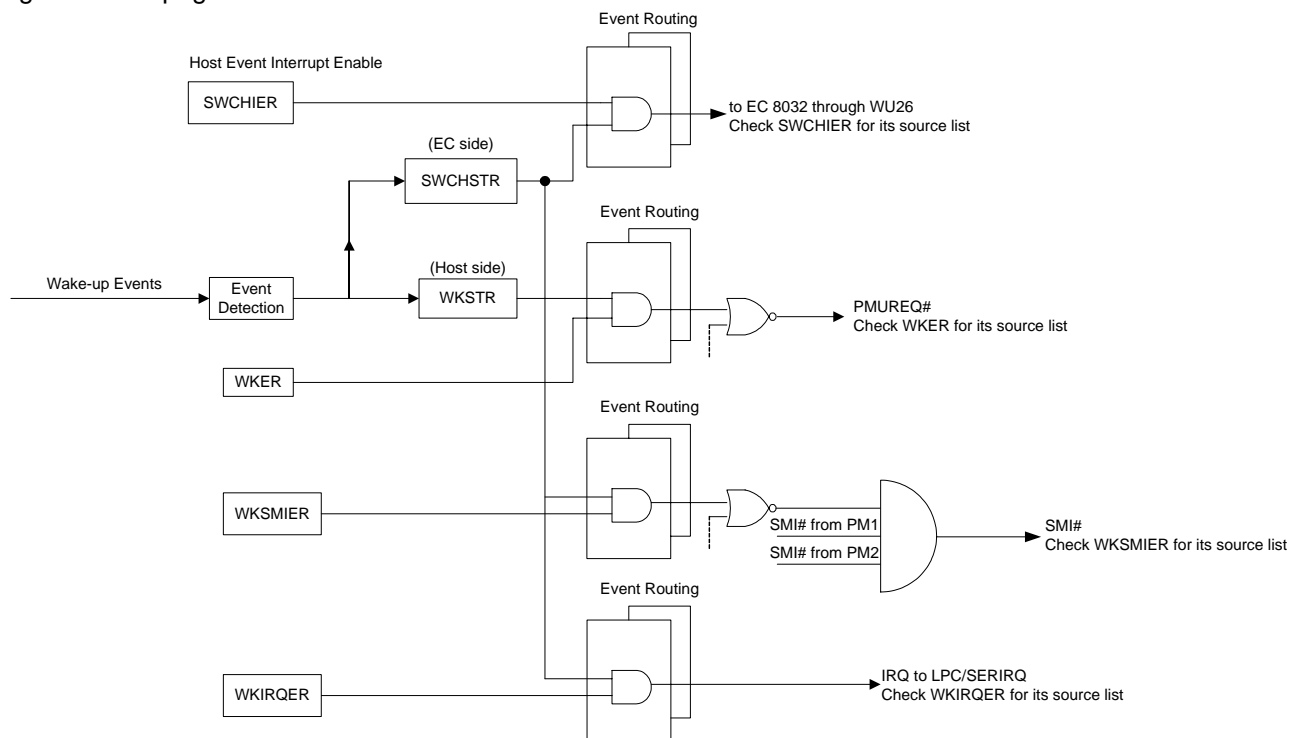 Event Routing
Host Event Interrupt Enable
SWCHIER
to EC 8032 through WU26
Check SWCHIER for its source list
(EC side)
SWCHSTR
Event Routing
Wake-up Events
Event
Detection
(Host side)
WKSTR
PMUREQ#
Check WKER for its source list
WKER
Event Routing
WKSMIER
SMI# from PM1
SMI# from PM2
SMI#
Check WKSMIER for its source list
Event Routing
WKIRQER
IRQ to LPC/SERIRQ
Check WKIRQER for its source list